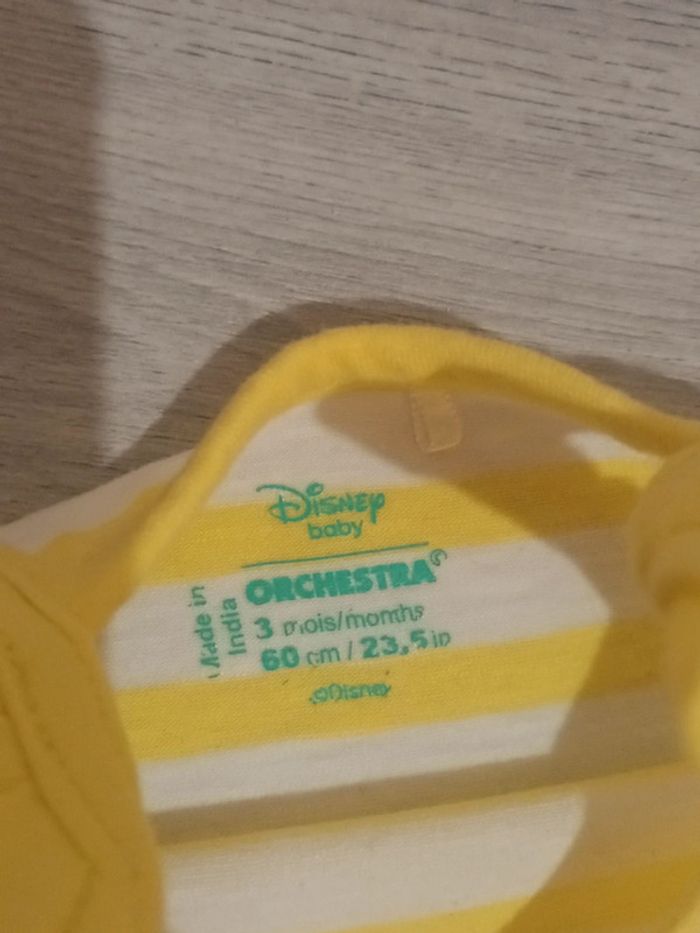 Disney
baby
ORCHESTRA
Made in
India
3 mois/months
60 cm / 23,5 in
©Disney